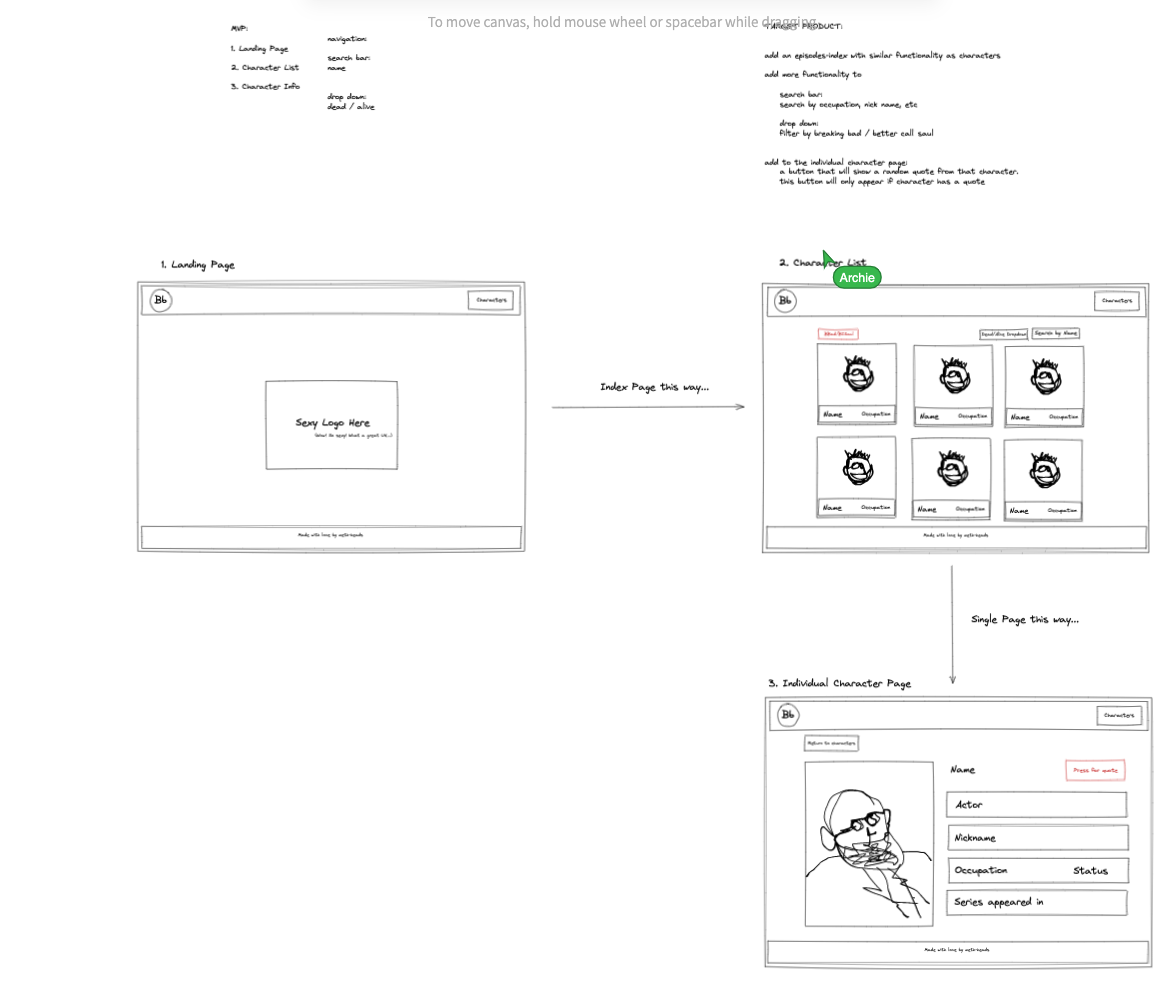 To move canvas, hold mouse wheel or spacebar while dragging
MVP:
1. Landing Page
2. Character List
3. Character Info
navigation:
search bar:
name
drop down:
dead / alive
TARGET PRODUCT:
add an episodes-index with similar functionality as characters
add more functionality to
search bar:
search by occupation, nick name, etc
drop down:
filter by breaking bad / better call saul
add to the individual character page:
a button that will show a random quote from that character.
this button will only appear if character has a quote
1. Landing Page
Bb
Characters
Sexy Logo Here
Made with love by
Index Page this way...
2. Character List
Archie
Bb
Characters
Dead/Alive Dropdown
Search by Name
Name
Occupation
Name
Occupation
Name
Occupation
Name
Occupation
Name
Occupation
Name
Occupation
Made with love by
Single Page this way...
3. Individual Character Page
Bb
Characters
Return to characters
Name
Press for quote
Actor
Nickname
Occupation
Status
Series appeared in
Made with love by